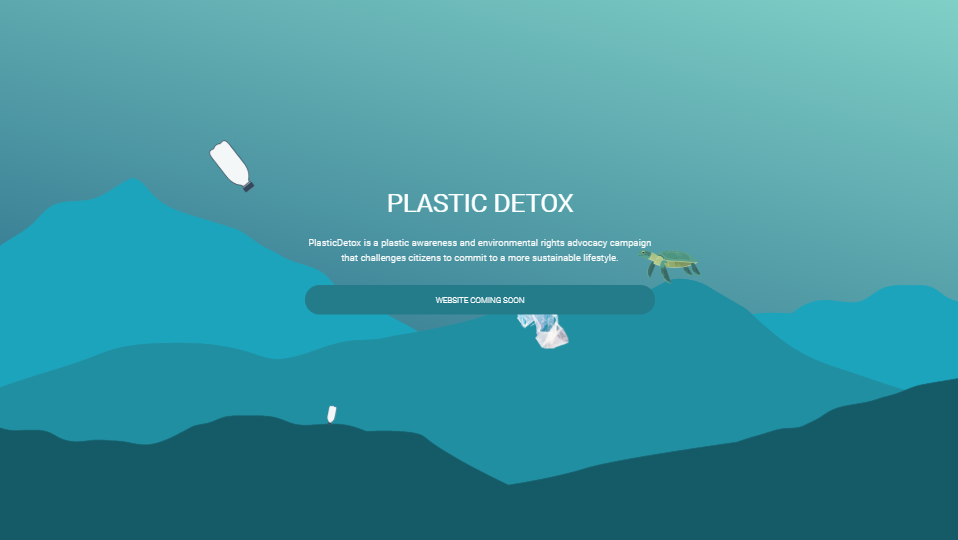 PLASTIC DETOX
PlasticDetox is a plastic awareness and environmental rights advocacy campaign
that challenges citizens to commit to a more sustainable lifestyle.
WEBSITE COMING SOON